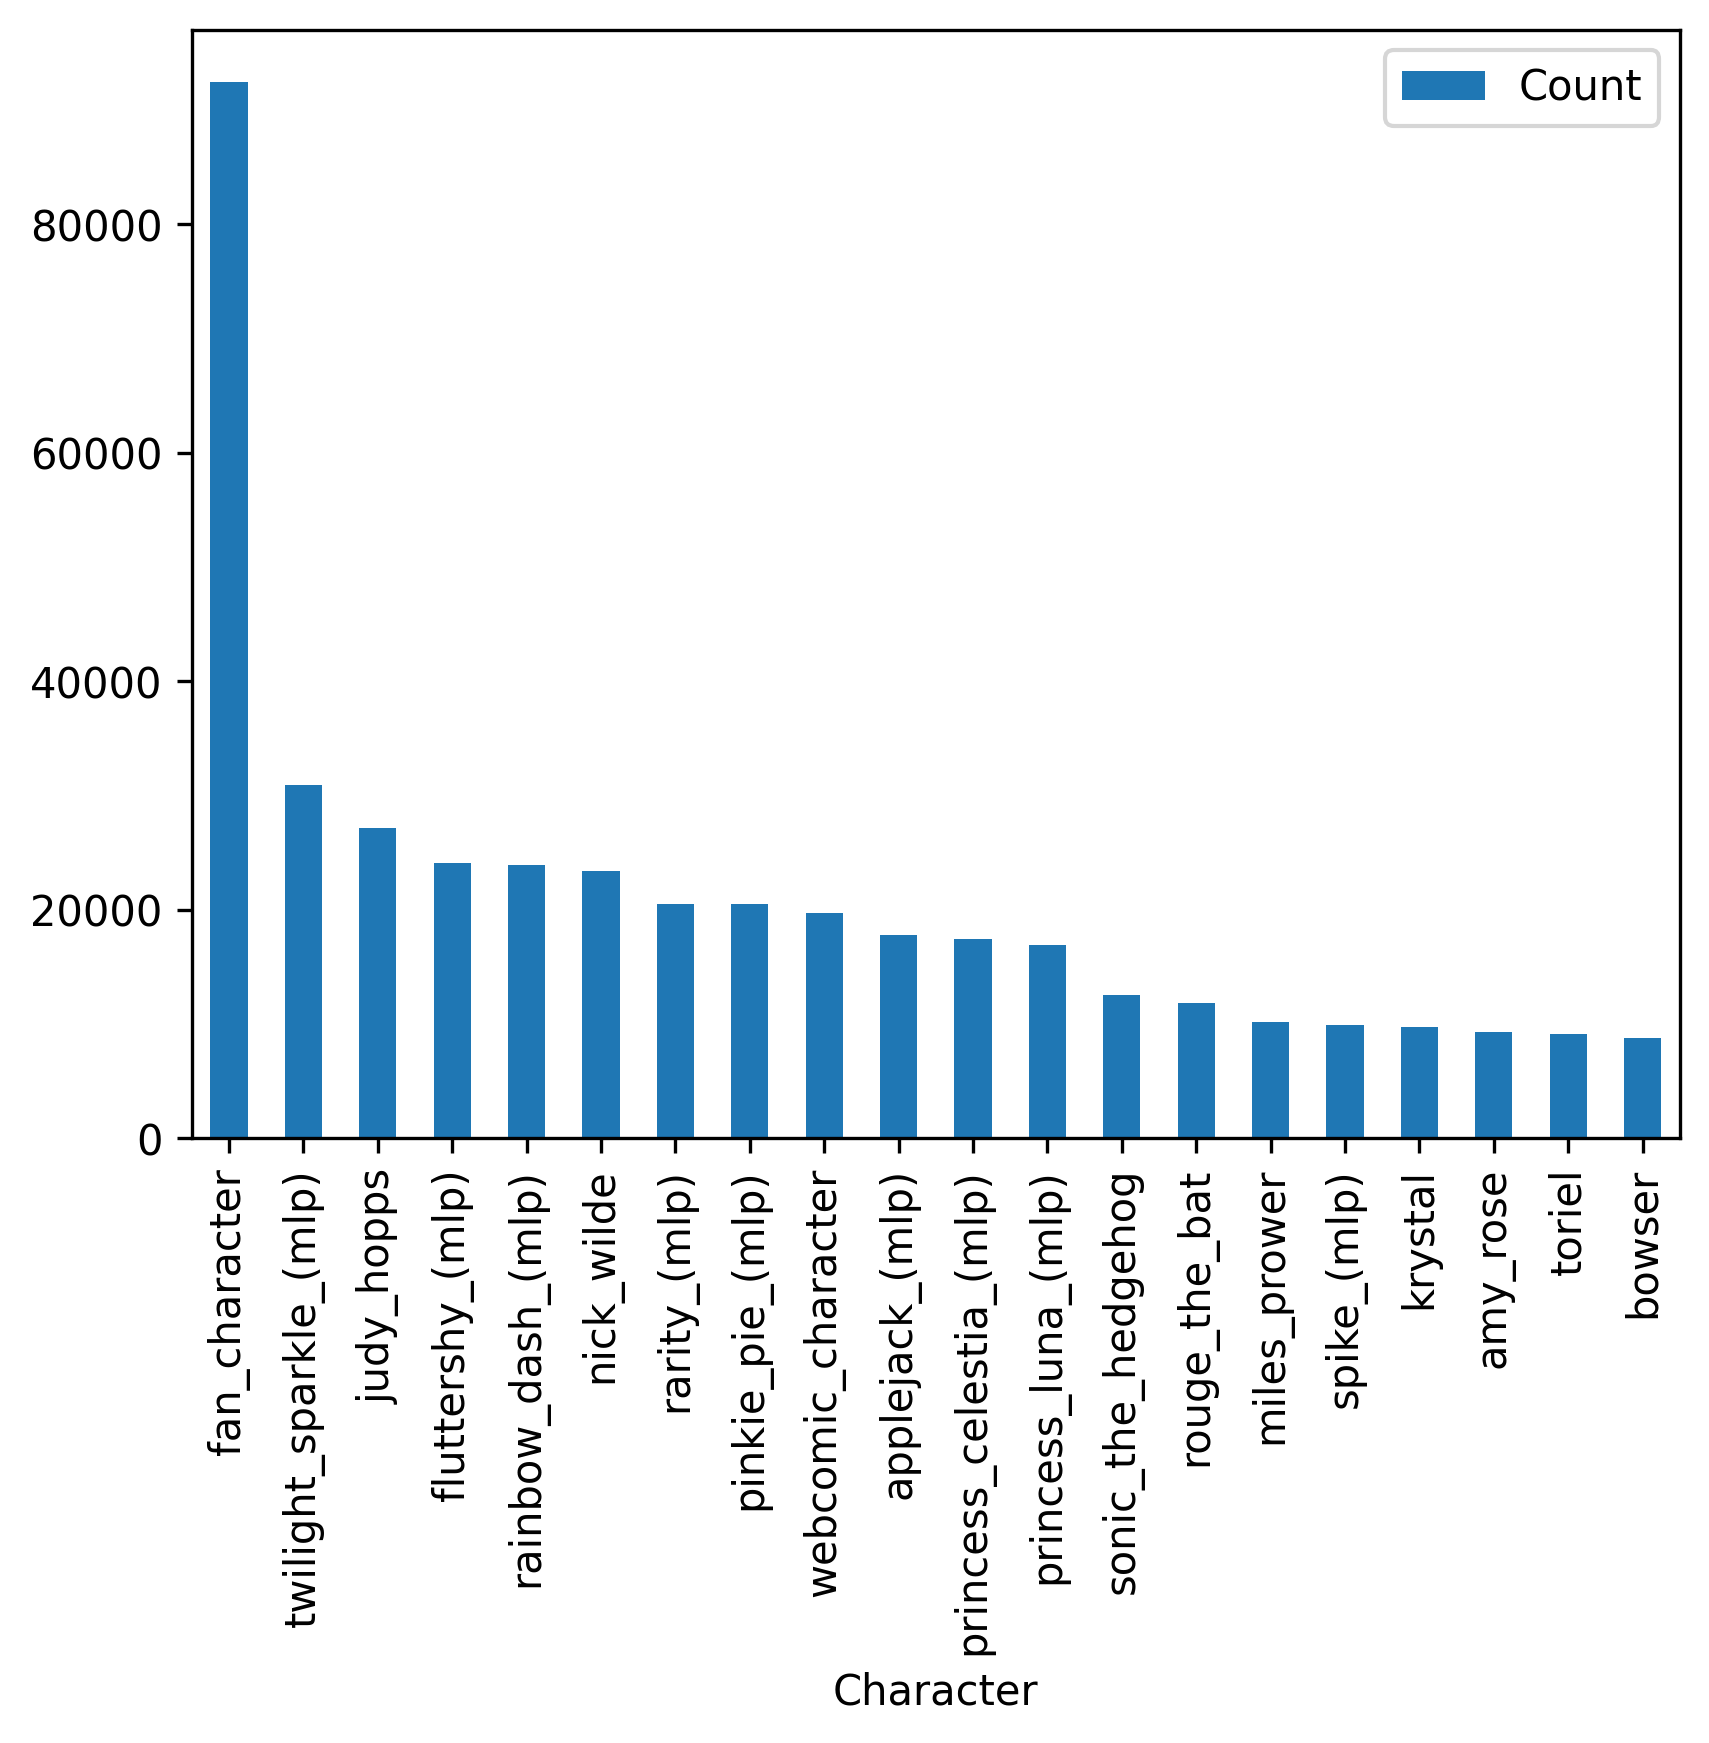 Count
80000
60000
40000
20000
0
fan_character
twilight_sparkle_(mlp)
judy_hopps
fluttershy_(mlp)
rainbow_dash_(mlp)
nick_wilde
rarity_(mlp)
pinkie_pie_(mlp)
webcomic_character
applejack_(mlp)
princess_celestia_(mlp)
princess_luna_(mlp)
sonic_the_hedgehog
rouge_the_bat
miles_prower
spike_(mlp)
krystal
amy_rose
toriel
bowser
Character